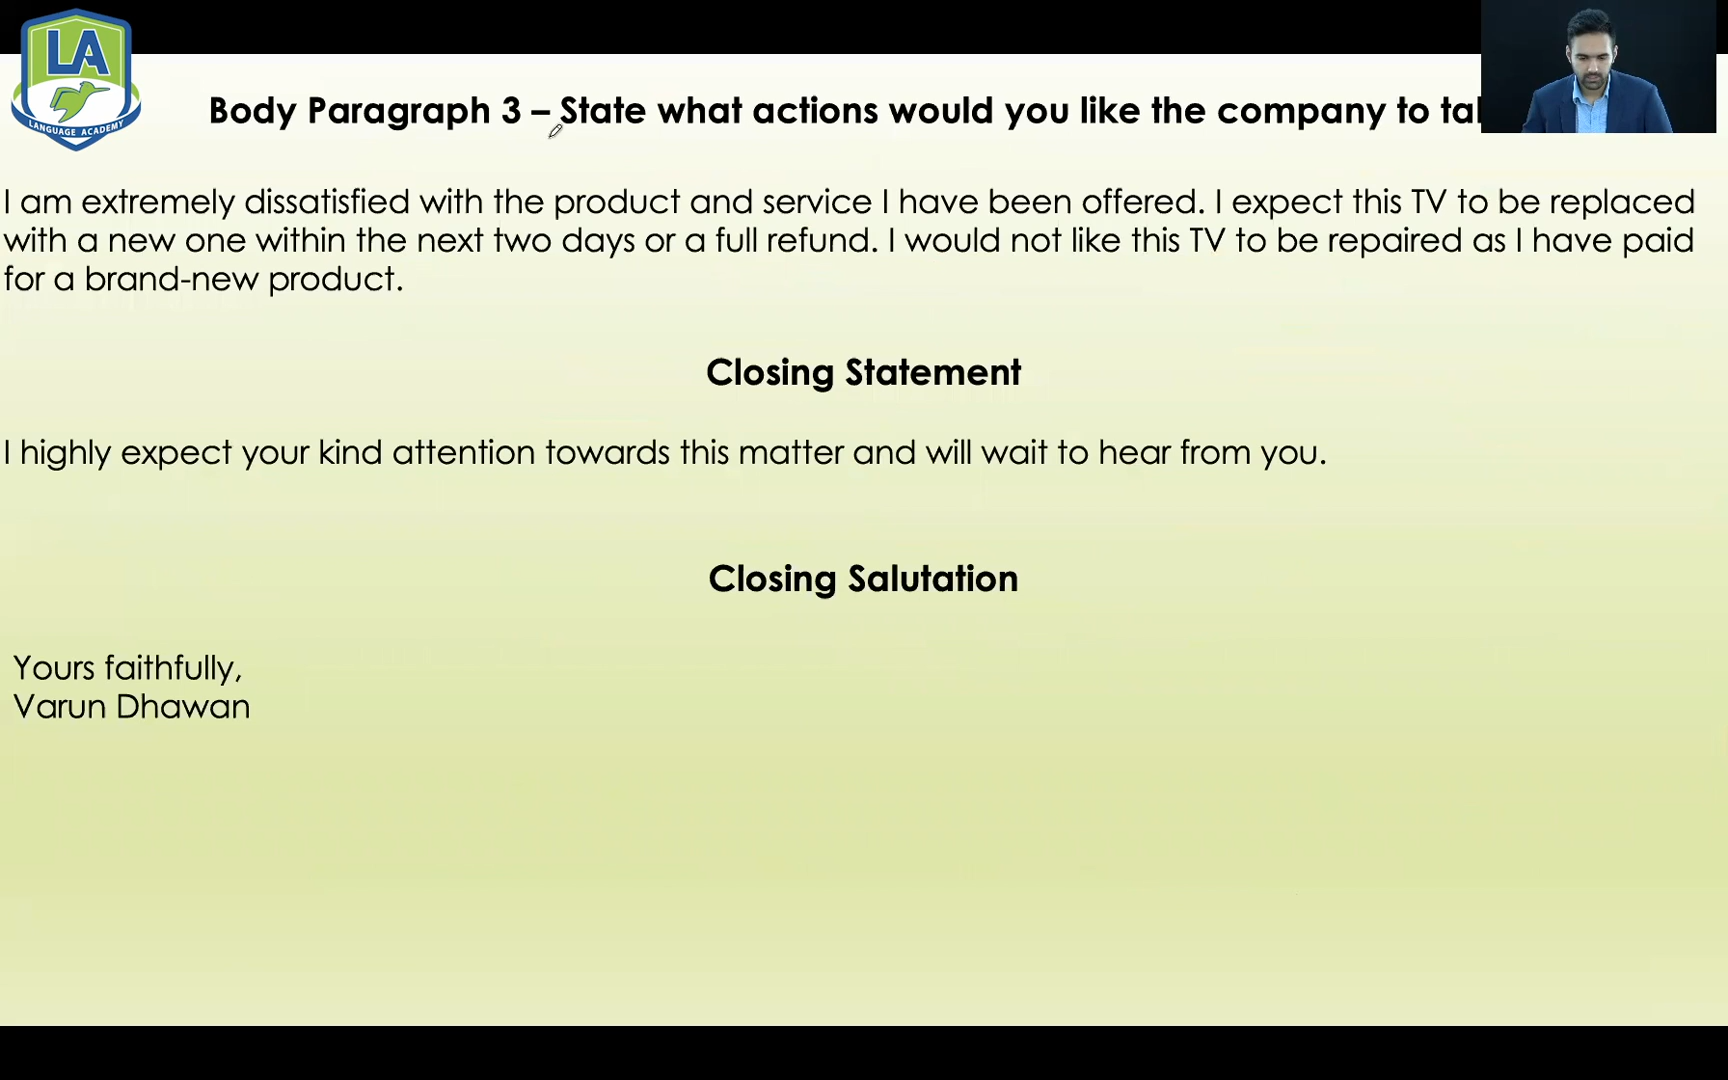 LA
LANGUAGE ACADEMY
Body Paragraph 3 – State what actions would you like the company to
I am extremely dissatisfied with the product and service I have been offered. I expect this TV to be replaced
with a new one within the next two days or a full refund. I would not like this TV to be repaired as I have paid
for a brand-new product.
Closing Statement
I highly expect your kind attention towards this matter and will wait to hear from you.
Closing Salutation
Yours faithfully,
Varun Dhawan